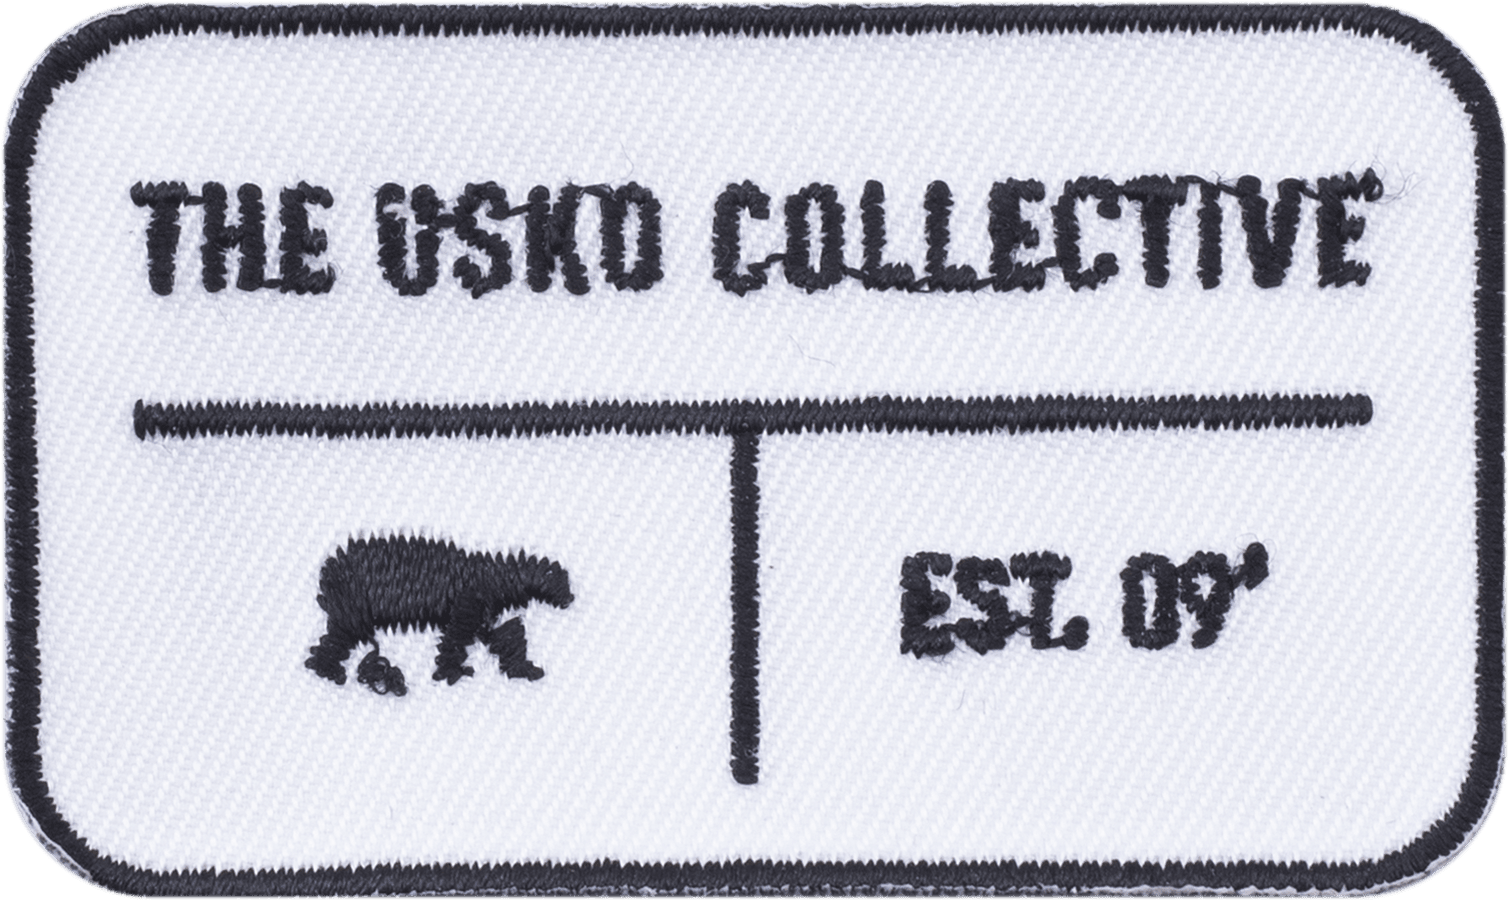 THE USKO COLLECTIVE
EST. 09'